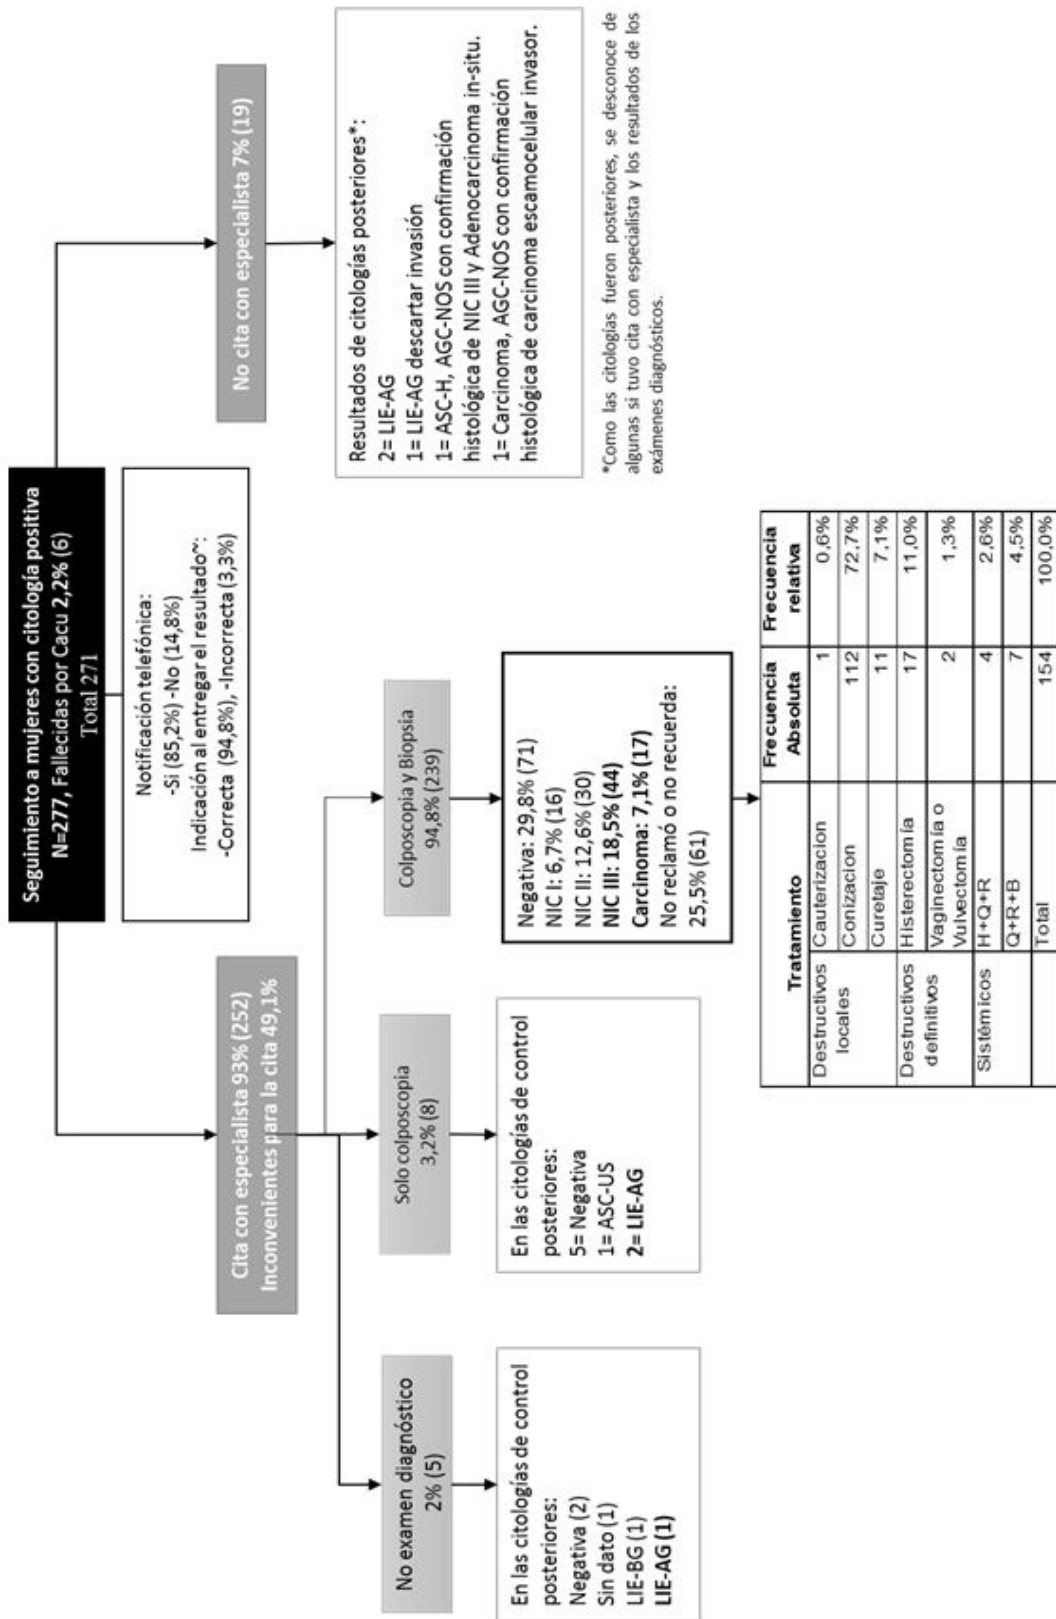 Seguimiento a mujeres con citología positiva
N=277, Fallecidas por Cacu 2,2% (6)
Total 271
Notificación telefónica:
-Si (85,2%) -No (14,8%)
Indicación al entregar el resultado~:
-Correcta (94,8%), -Incorrecta (3,3%)
Cita con especialista 93% (252)
Inconvenientes para la cita 49,1%
No cita con especialista 7% (19)
No examen diagnóstico
2% (5)
Solo colposcopia
3,2% (8)
Colposcopia y Biopsia
94,8% (239)
Resultados de citologías posteriores*:
2= LIE-AG
1= LIE-AG descartar invasión
1= ASC-H, AGC-NOS con confirmación
histológica de NIC III y Adenocarcinoma in-situ.
1= Carcinoma, AGC-NOS con confirmación
histológica de carcinoma escamocelular invasor.
*Como las citologías fueron posteriores, se desconoce de
algunas si tuvo cita con especialista y los resultados de los
exámenes diagnósticos.
En las citologías de control
posteriores:
Negativa (2)
Sin dato (1)
LIE-BG (1)
LIE-AG (1)
En las citologías de control
posteriores:
5= Negativa
1= ASC-US
2= LIE-AG
Negativa: 29,8% (71)
NIC I: 6,7% (16)
NIC II: 12,6% (30)
NIC III: 18,5% (44)
Carcinoma: 7,1% (17)
No reclamó o no recuerda:
25,5% (61)
Tratamiento Frecuencia Absoluta Frecuencia relativa
Destructivos locales Cauterizacion 1 0,6%
Conizacion 112 72,7%
Curetaje 11 7,1%
Destructivos definitivos Histerectomía 17 11,0%
Vaginectomía o Vulvectomía 2 1,3%
Sistémicos H+Q+R 4 2,6%
Q+R+B 7 4,5%
Total 154 100,0%